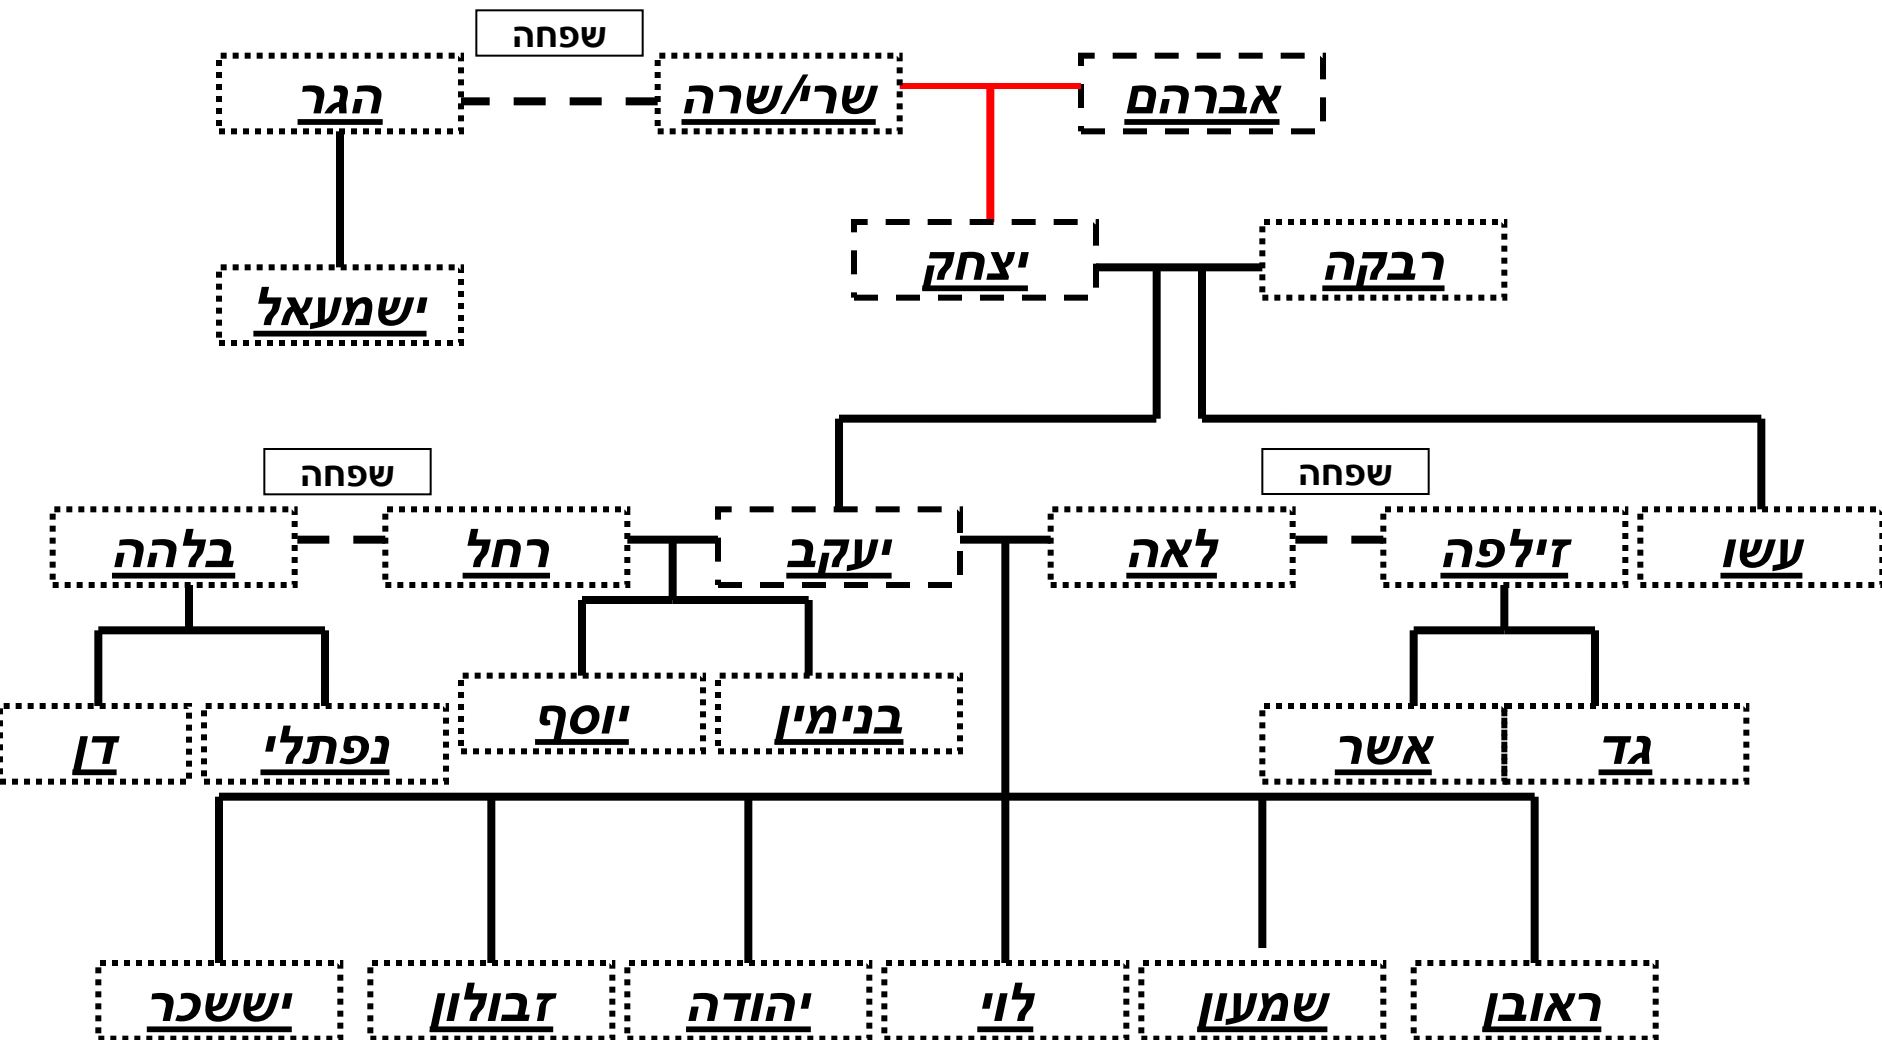 שפחה
אברהם
שרי/שרה
הגר
רבקה
יצחק
ישמעאל
שפחה
שפחה
עשו
זילפה
לאה
יעקב
רחל
בלהה
בנימין
יוסף
גד
אשר
נפתלי
דן
ראובן
שמעון
לוי
יהודה
זבולון
יששכר